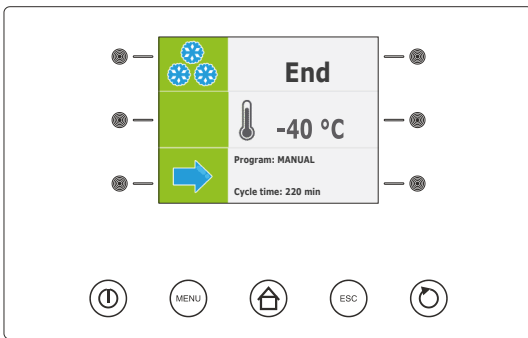 End
-40 °C
Program: MANUAL
Cycle time: 220 min
MENU
ESC